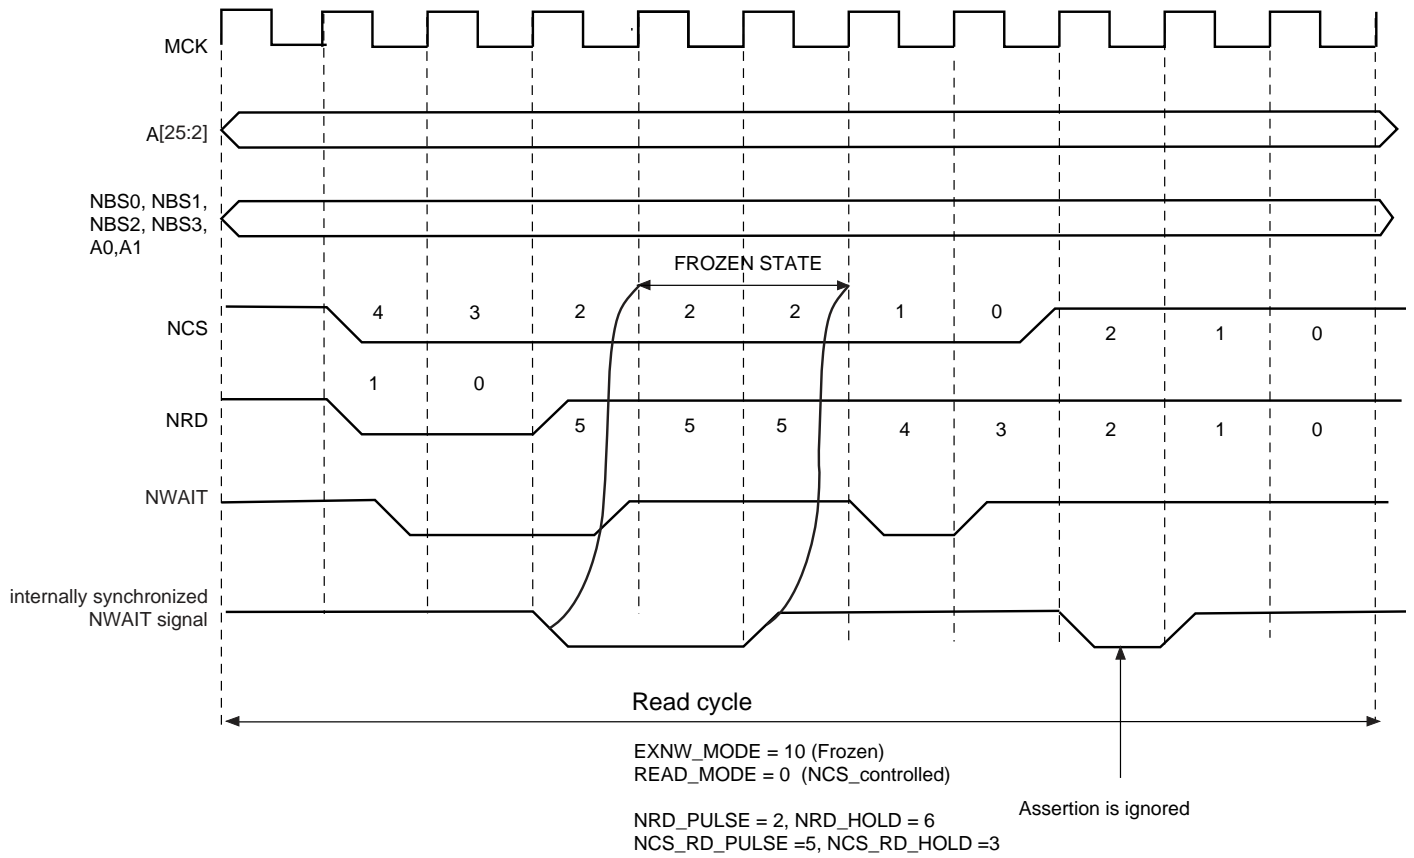 MCK
A[25:2]
NBS0, NBS1,
NBS2, NBS3,
A0,A1
FROZEN STATE
4 3 2 2 2 1 0
NCS
2 1 0
1 0
NRD
5 5 5 4 3 2 1 0
NWAIT
internally synchronized
NWAIT signal
Read cycle
EXNW_MODE = 10 (Frozen)
READ_MODE = 0 (NCS_controlled)
Assertion is ignored
NRD_PULSE = 2, NRD_HOLD = 6
NCS_RD_PULSE =5, NCS_RD_HOLD =3